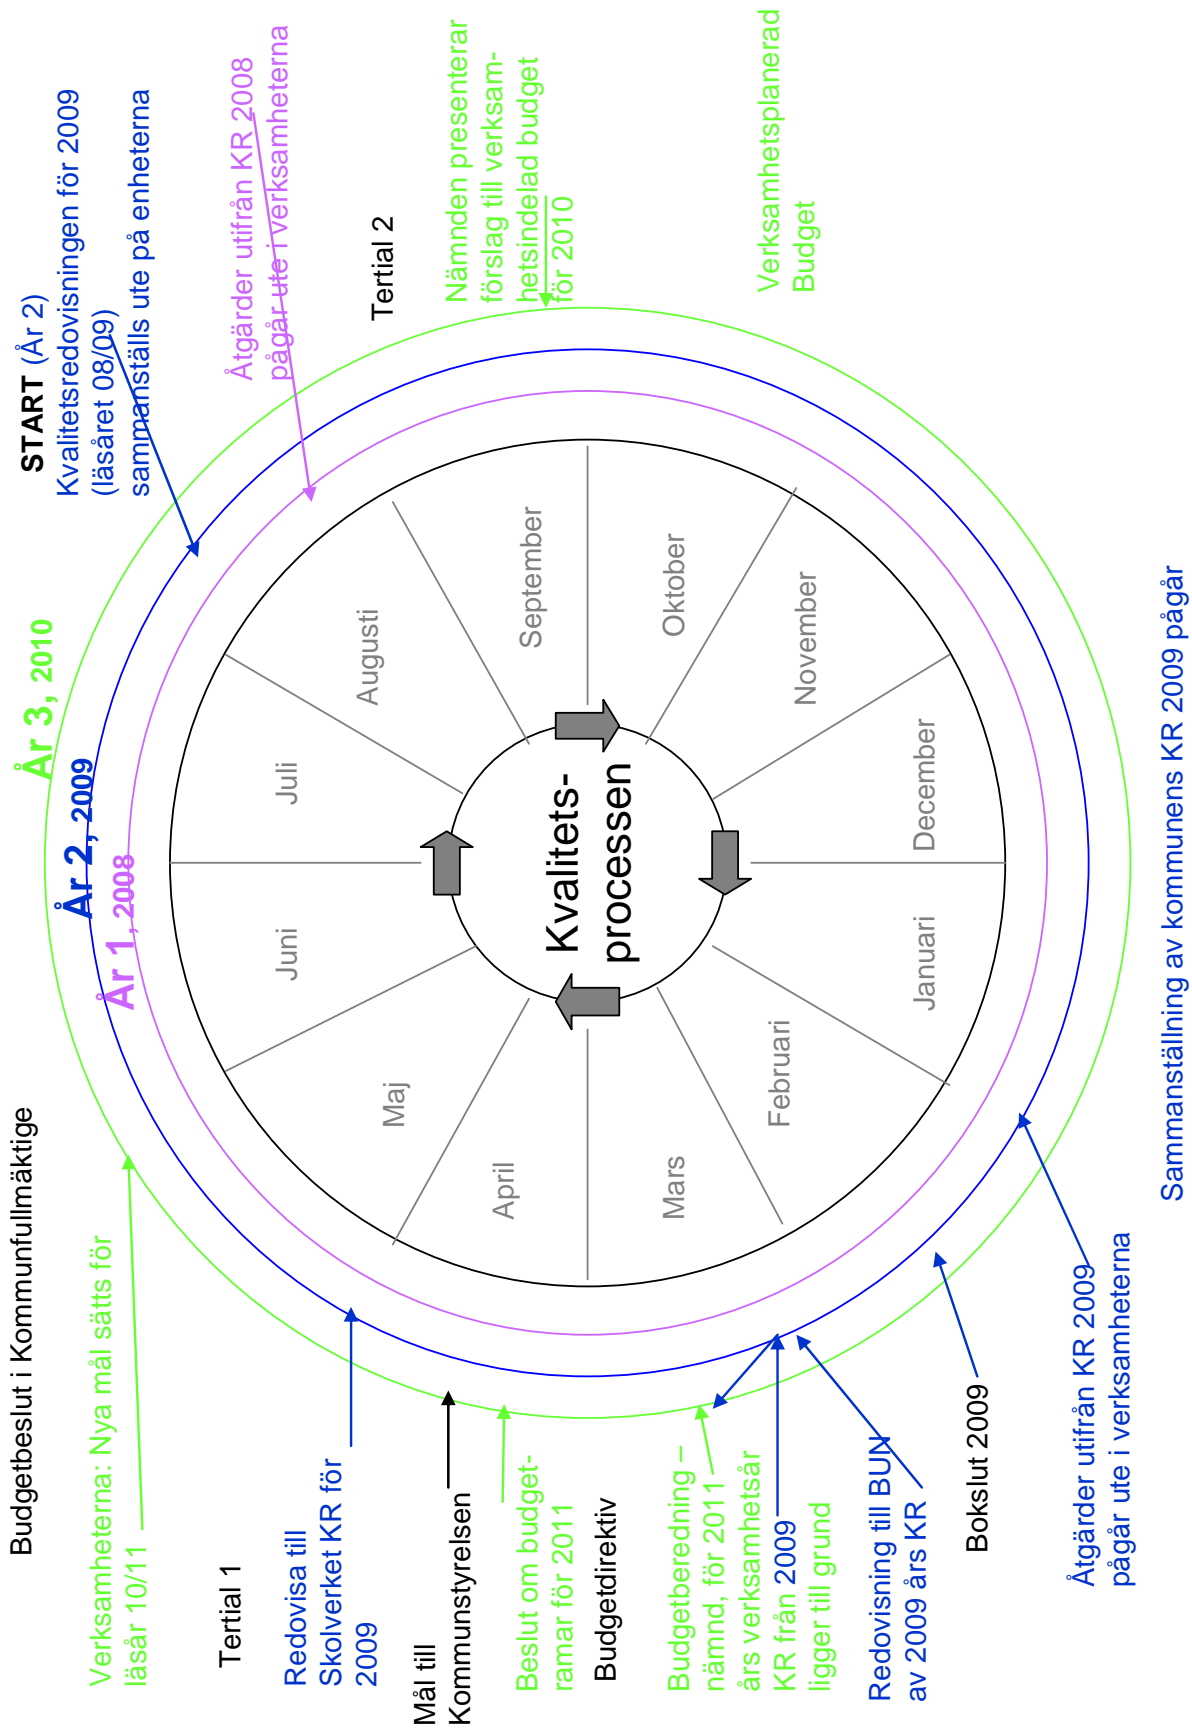 Budgetbeslut i Kommunfullmäktige
Verksamheterna: Nya mål sätts för
läsår 10/11
Tertial 1
Redovisa till
Skolverket KR för
2009
Mål till
Kommunstyrelsen
Beslut om budget-
ramar för 2011
Budgetdirektiv
Budgetberedning –
nämnd, för 2011
års verksamhetsår
KR från 2009
ligger till grund
Redovisning till BUN
av 2009 års KR
Bokslut 2009
Åtgärder utifrån KR 2009
pågår ute i verksamheterna
Sammanställning av kommunens KR 2009 pågår
År 3, 2010
År 2, 2009
År 1, 2008
START (År 2)
Kvalitetsredovisningen för 2009
(läsåret 08/09)
sammanställs ute på enheterna
Åtgärder utifrån KR 2008
pågår ute i verksamheterna
Tertial 2
Nämnden presenterar
förslag till verksam-
hetsindelad budget
för 2010
Verksamhetsplanerad
Budget
Juni
Juli
Maj
Augusti
April
September
Kvalitets-
processen
Mars
Oktober
Februari
November
Januari
December